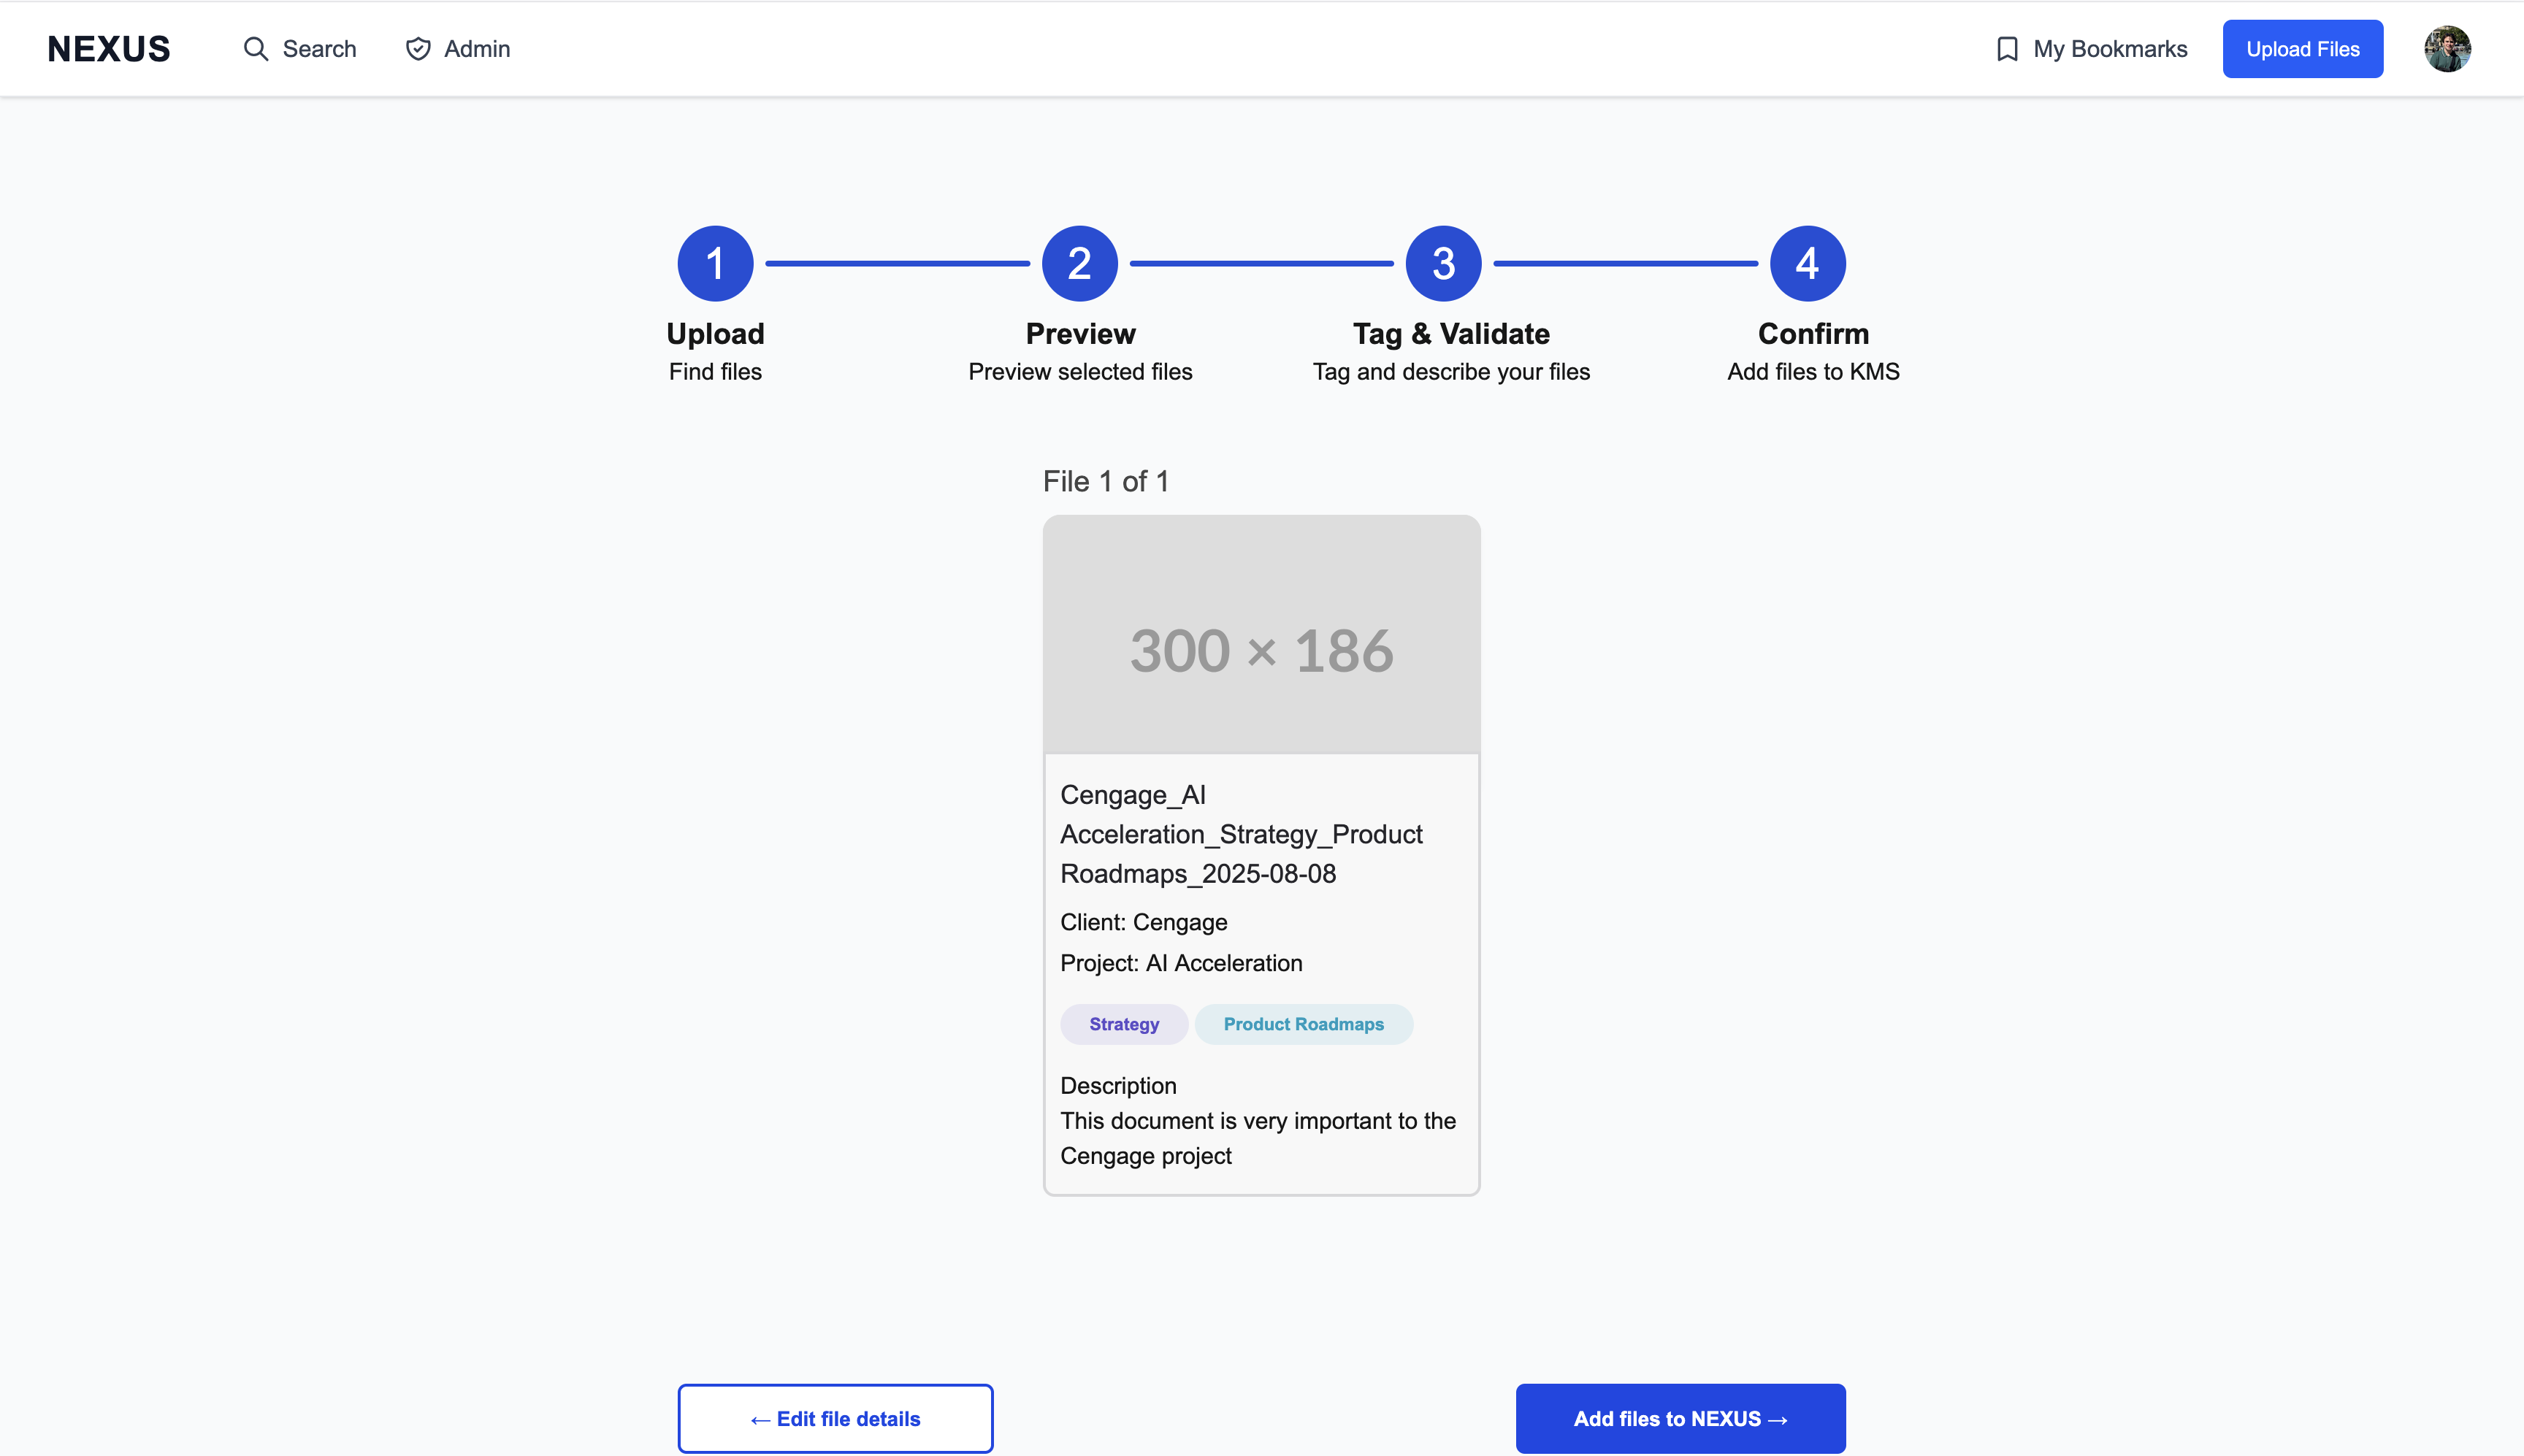 NEXUS
Search
Admin
My Bookmarks
Upload Files
1
2
3
4
Upload
Preview
Tag & Validate
Confirm
Find files
Preview selected files
Tag and describe your files
Add files to KMS
File 1 of 1
300 × 186
Cengage_AI
Acceleration_Strategy_Product
Roadmaps_2025-08-08
Client: Cengage
Project: AI Acceleration
Strategy
Product Roadmaps
Description
This document is very important to the
Cengage project
← Edit file details
Add files to NEXUS →